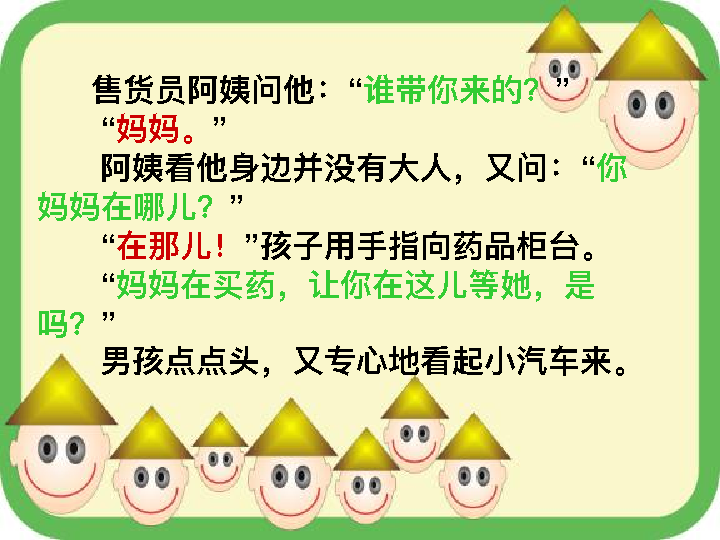 售货员阿姨问他：“谁带你来的？”
“妈妈。”
阿姨看他身边并没有大人，又问：“你
妈妈在哪儿？”
“在那儿！”孩子用手指向药品柜台。
“妈妈在买药，让你在这儿等她，是
吗？”
男孩点点头，又专心地看起小汽车来。